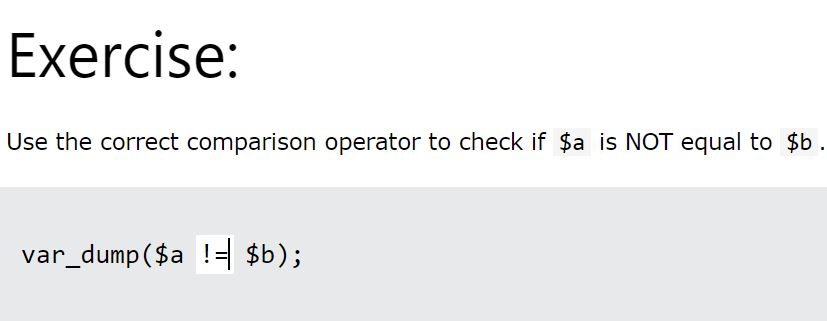 Exercise:
Use the correct comparison operator to check if $a is NOT equal to $b.
var_dump($a != $b);